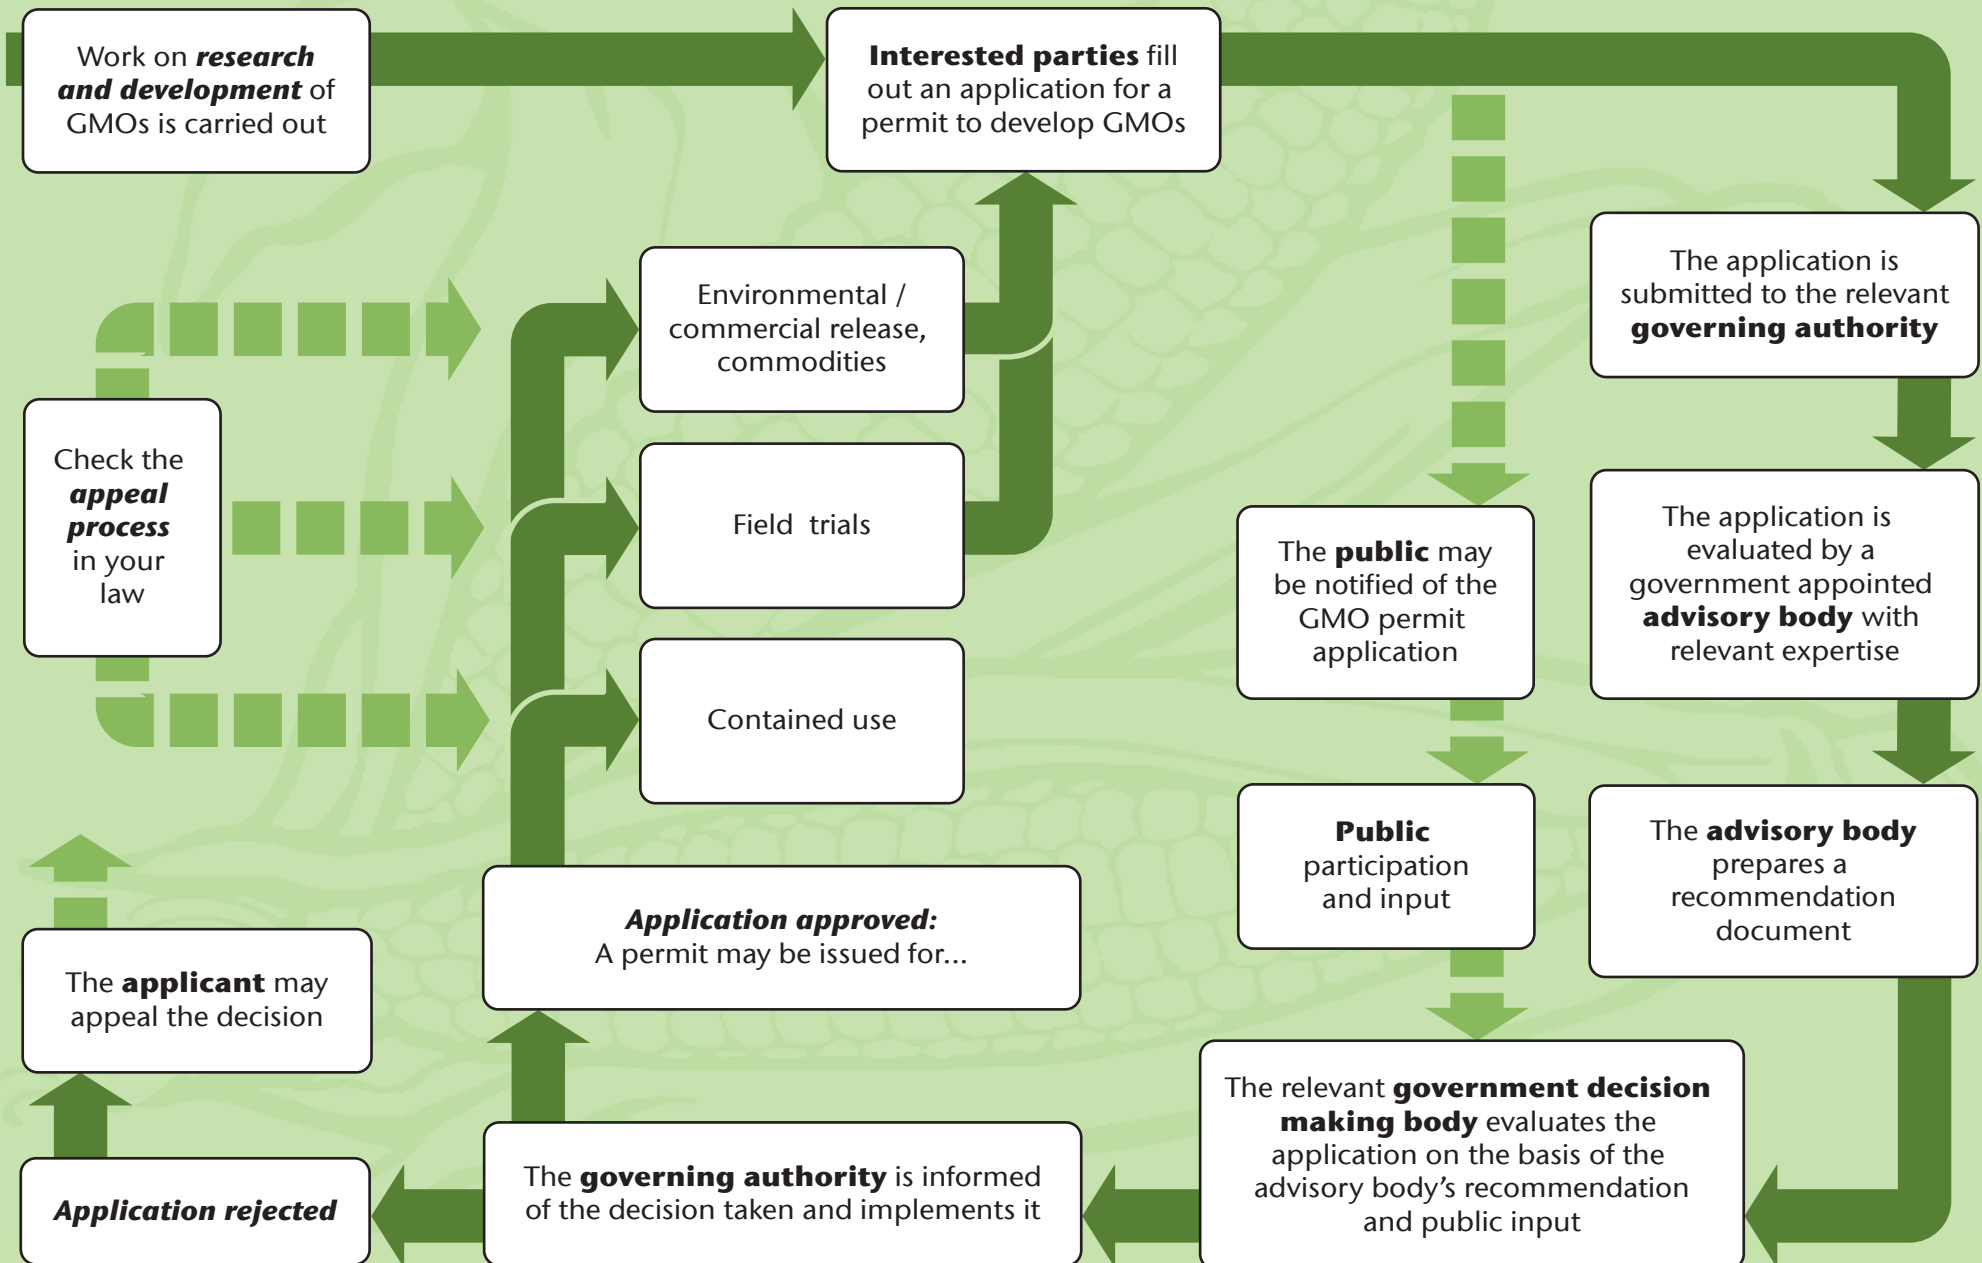 Work on research
and development of
GMOs is carried out
Interested parties fill
out an application for a
permit to develop GMOs
The application is
submitted to the relevant
governing authority
The application is
evaluated by a
government appointed
advisory body with
relevant expertise
The advisory body
prepares a
recommendation
document
The public may
be notified of the
GMO permit
application
Public
participation
and input
The relevant government decision
making body evaluates the
application on the basis of the
advisory body’s recommendation
and public input
The governing authority is informed
of the decision taken and implements it
Application approved:
A permit may be issued for...
Environmental /
commercial release,
commodities
Field trials
Contained use
Application rejected
The applicant may
appeal the decision
Check the
appeal
process
in your
law